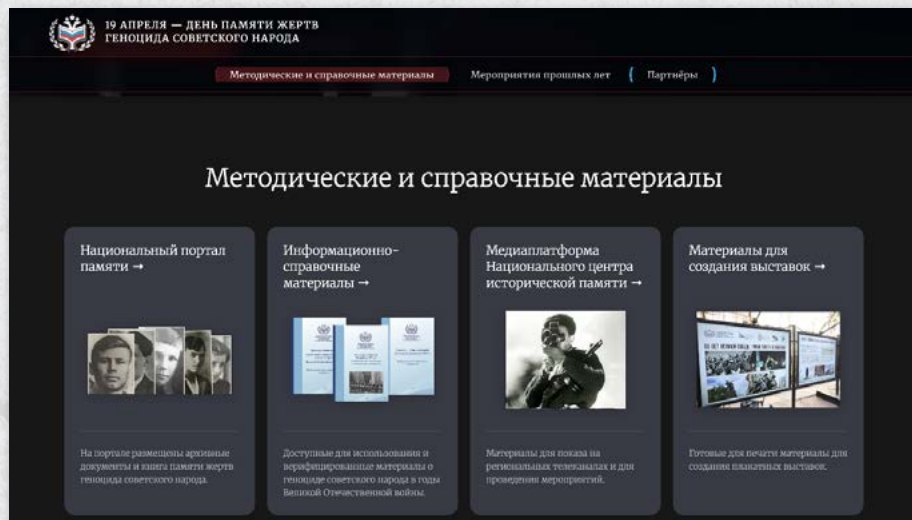 19 АПРЕЛЯ — ДЕНЬ ПАМЯТИ ЖЕРТВ
ГЕНОЦИДА СОВЕТСКОГО НАРОДА
Методические и справочные материалы
Мероприятия прошлых лет
Партнёры
Методические и справочные материалы
Национальный портал
памяти →
На портале размещены архивные
документы и книга памяти жертв
геноцида советского народа.
Информационно-
справочные
материалы →
Доступные для использования и
верифицированные материалы о
геноциде советского народа в годы
Великой Отечественной войны.
Медиаплатформа
Национального центра
исторической памяти →
Материалы для показа на
региональных телеканалах и для
проведения мероприятий.
Материалы для
создания выставок →
Готовые для печати материалы для
создания плакатных выставок.